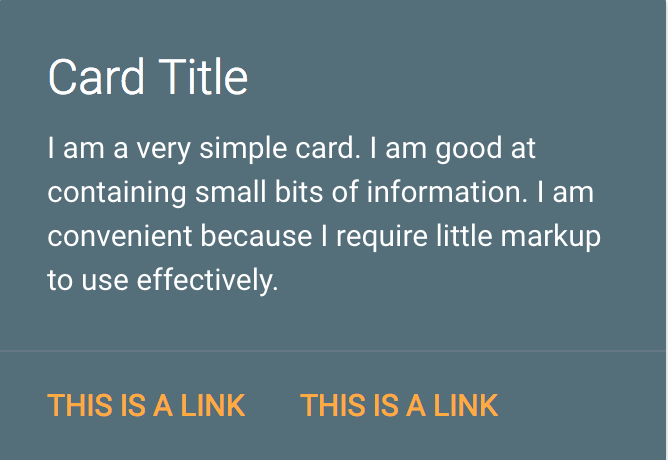 Card Title
I am a very simple card. I am good at
containing small bits of information. I am
convenient because I require little markup
to use effectively.
THIS IS A LINK THIS IS A LINK